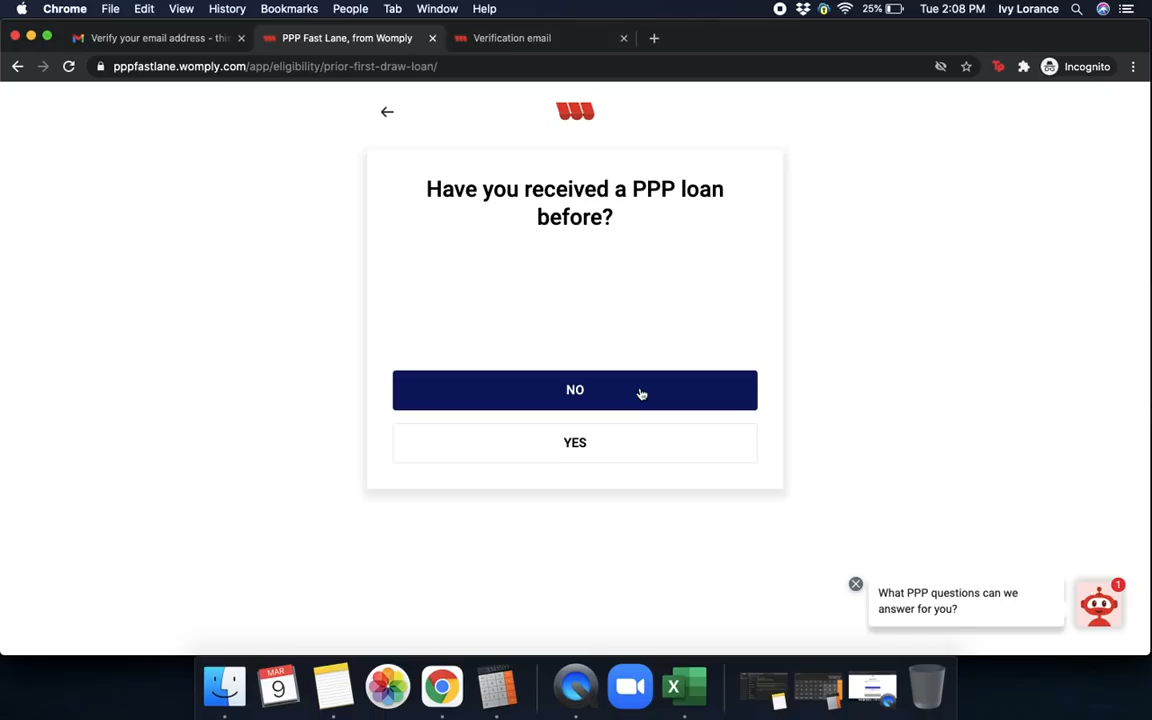 Chrome File Edit View History Bookmarks People Tab Window Help 25% Tue 2:08 PM Ivy Lorance
Verify your email address - this
PPP Fast Lane, from Womply
Verification email
pppfastlane.womply.com/app/eligibility/prior-first-draw-loan/
Incognito
Have you received a PPP loan
before?
NO
YES
What PPP questions can we
answer for you?
1
MAR
9